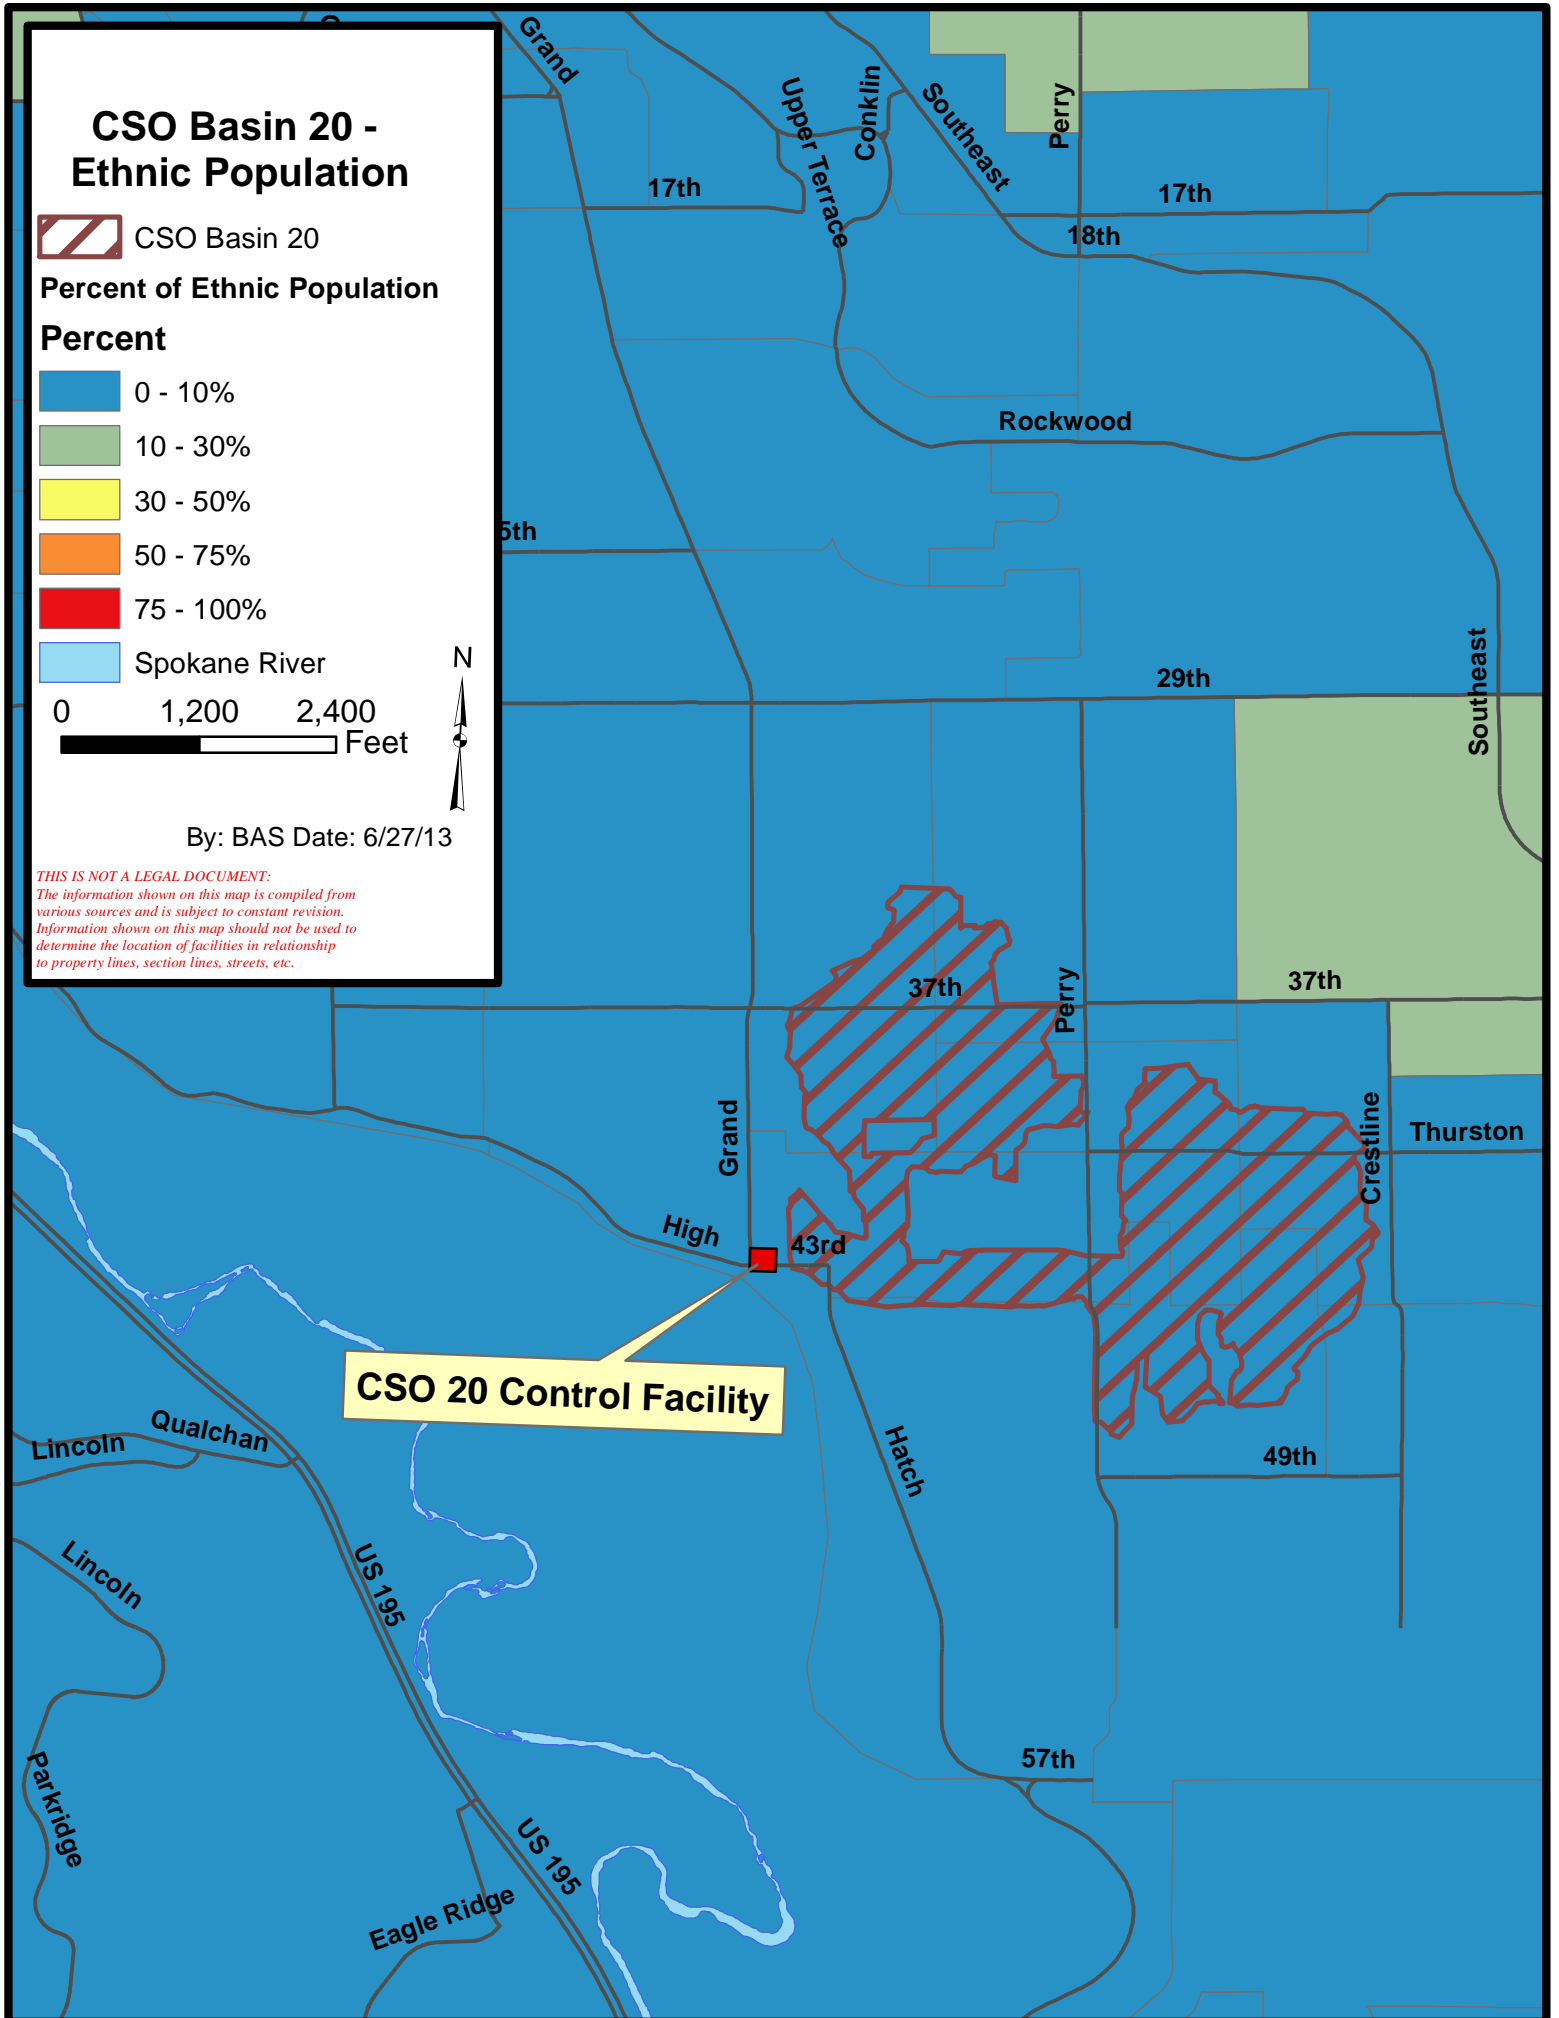 CSO Basin 20 -
Ethnic Population
CSO Basin 20
Percent of Ethnic Population
Percent
0 - 10%
10 - 30%
30 - 50%
50 - 75%
75 - 100%
Spokane River
N
0 1,200 2,400
Feet
By: BAS Date: 6/27/13
THIS IS NOT A LEGAL DOCUMENT:
The information shown on this map is compiled from
various sources and is subject to constant revision.
Information shown on this map should not be used to
determine the location of facilities in relationship
to property lines, section lines, streets, etc.
Grand
Upper Terrace
Conklin
Southeast
Perry
17th
17th
18th
Rockwood
5th
29th
Southeast
37th
37th
Perry
Grand
Crestline
Thurston
High
43rd
CSO 20 Control Facility
Hatch
49th
Qualchan
Lincoln
Lincoln
US 195
57th
Parkridge
US 195
Eagle Ridge